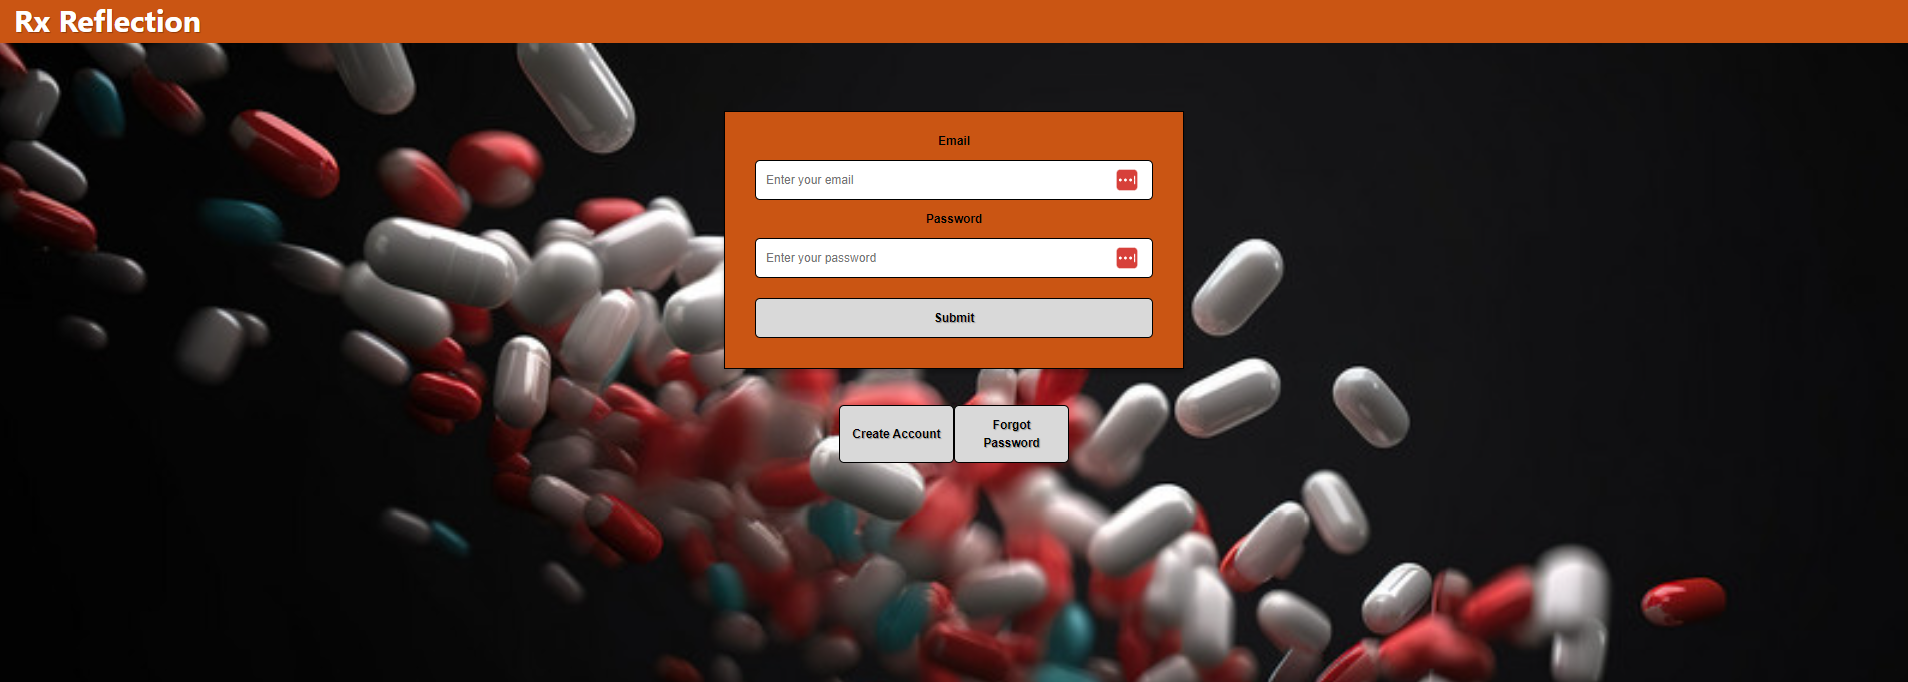 Rx Reflection
Email
Enter your email
Password
Enter your password
Submit
Create Account
Forgot
Password